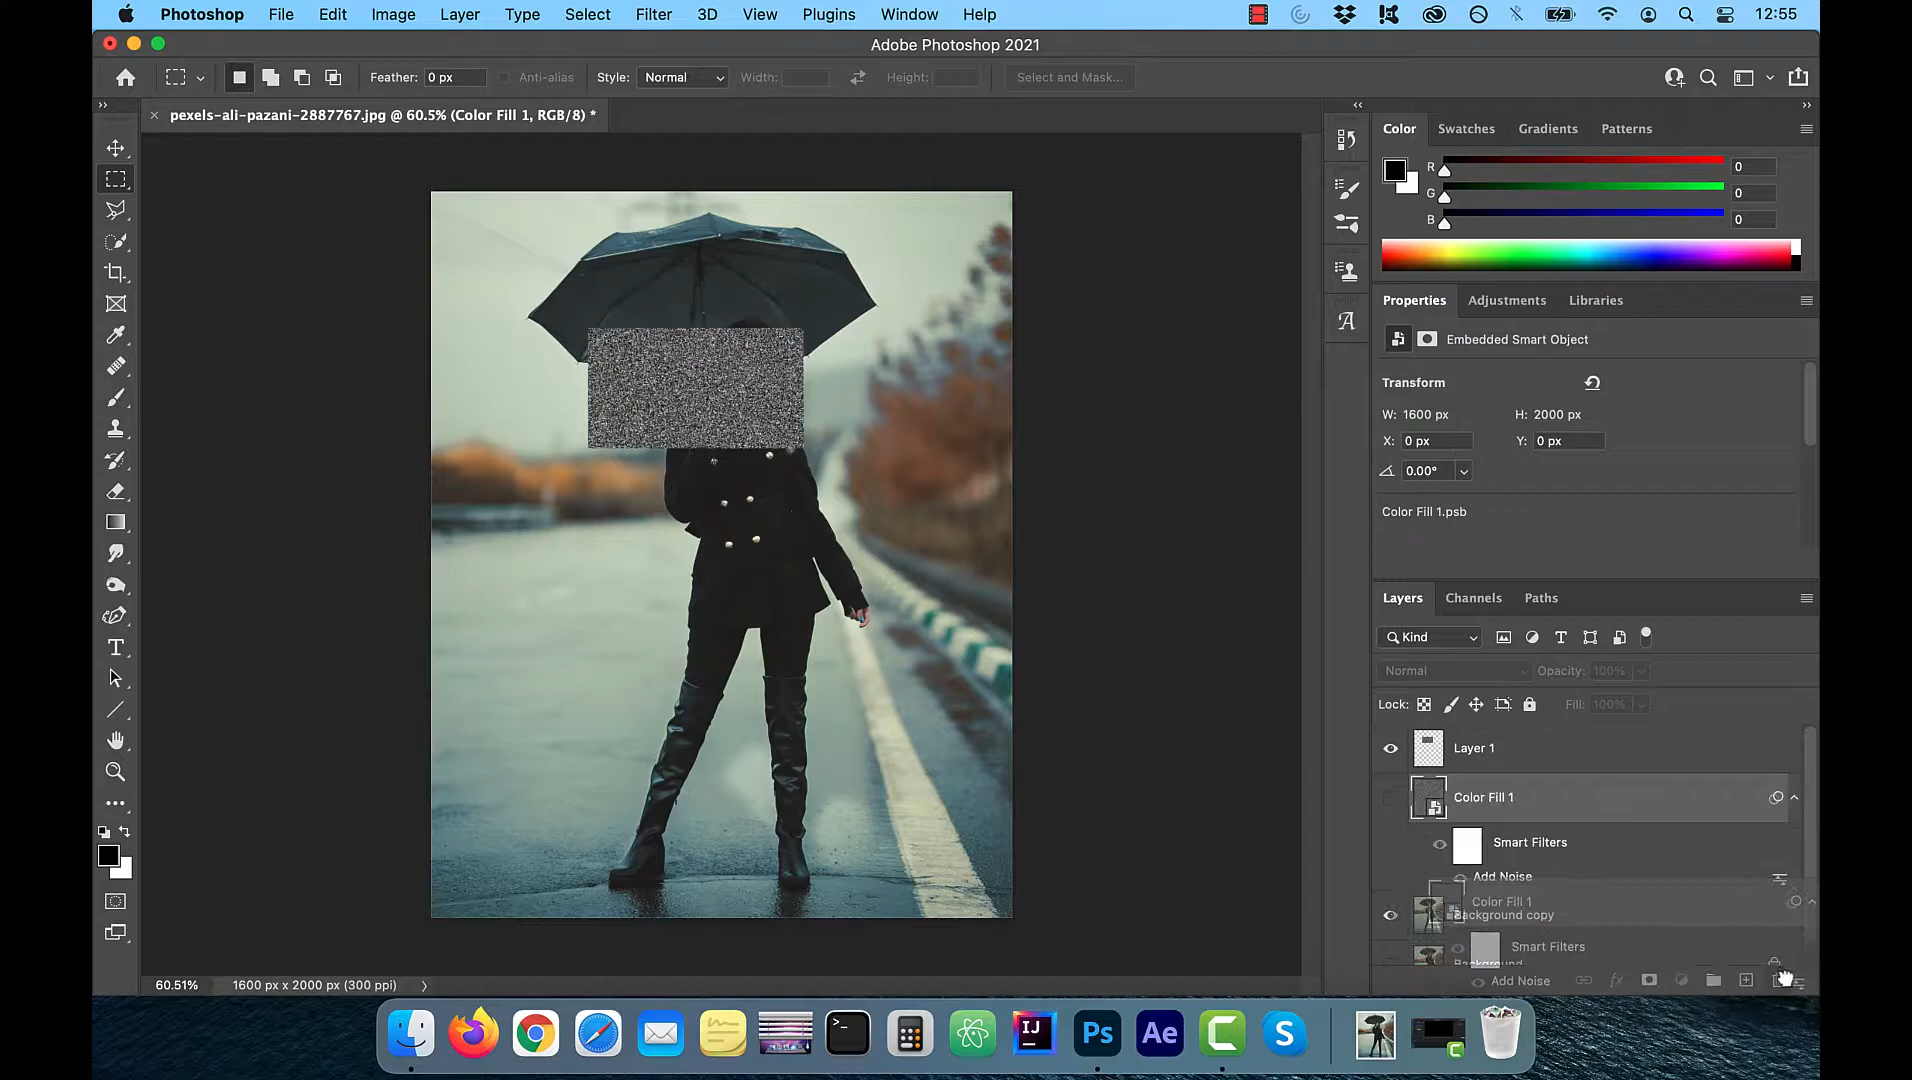 Photoshop File Edit Image Layer Type Select Filter 3D View Plugins Window Help 12:55
Adobe Photoshop 2021
Feather: 0 px Anti-alias Style: Normal Width: Height: Select and Mask...
pexels-ali-pazani-2887767.jpg @ 60.5% (Color Fill 1, RGB/8) *
Color Swatches Gradients Patterns
R 0
G 0
B 0
Properties Adjustments Libraries
Embedded Smart Object
Transform
W: 1600 px H: 2000 px
X: 0 px Y: 0 px
0.00°
Color Fill 1.psb
Layers Channels Paths
Kind
Normal Opacity: 100%
Lock: Fill: 100%
Layer 1
Color Fill 1
Smart Filters
Add Noise
Color Fill 1
Background copy
Smart Filters
Background
Add Noise
60.51% 1600 px x 2000 px (300 ppi)
IJ Ps Ae C S